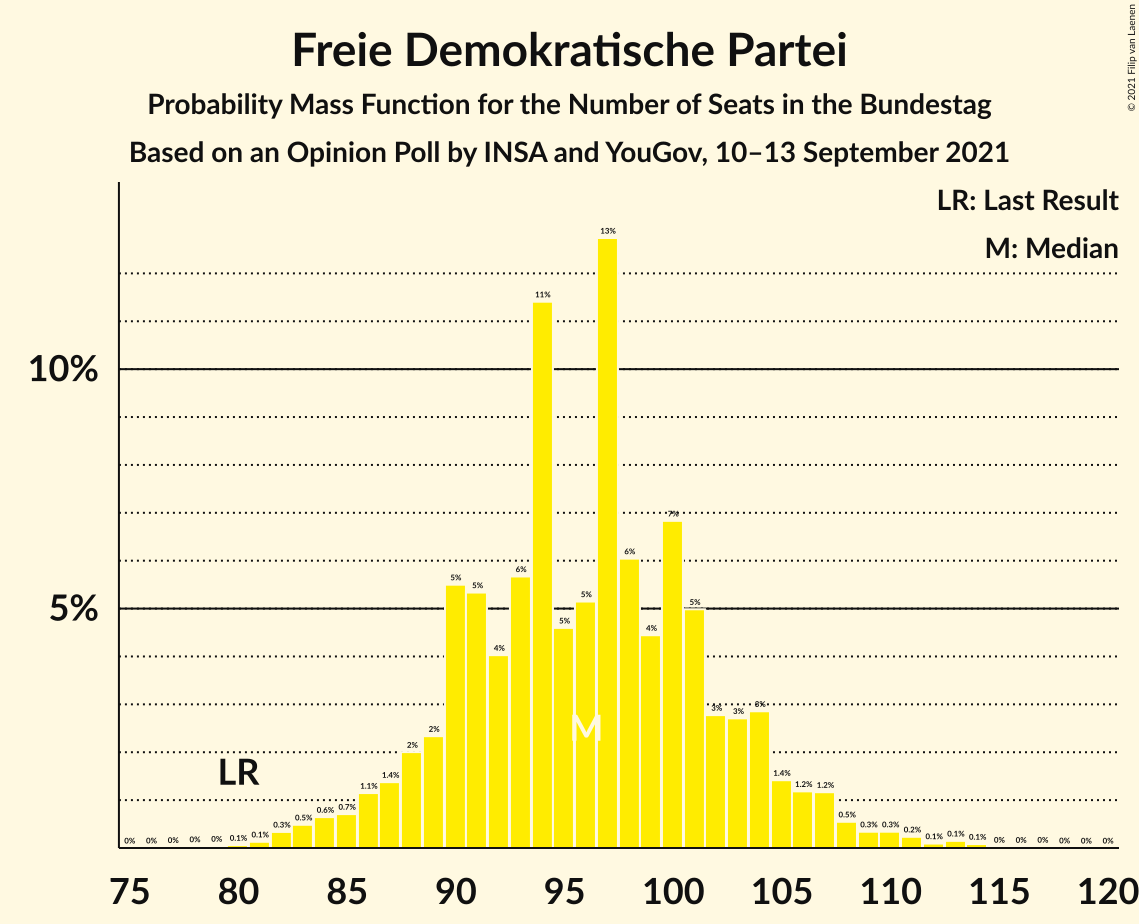 Freie Demokratische Partei
Probability Mass Function for the Number of Seats in the Bundestag
Based on an Opinion Poll by INSA and YouGov, 10–13 September 2021
© 2021 Filip van Laenen
LR: Last Result
M: Median
10%
5%
0% 0% 0% 0% 0% 0.1% 0.1% 0.3% 0.5% 0.6% 0.7% 1.1% 1.4% 2% 2% 5% 5% 4% 6% 11% 5% 5% 13% 6% 4% 7% 5% 3% 3% 3% 1.4% 1.2% 1.2% 0.5% 0.3% 0.3% 0.2% 0.1% 0.1% 0.1% 0% 0% 0% 0% 0% 0%
LR
M
75 80 85 90 95 100 105 110 115 120